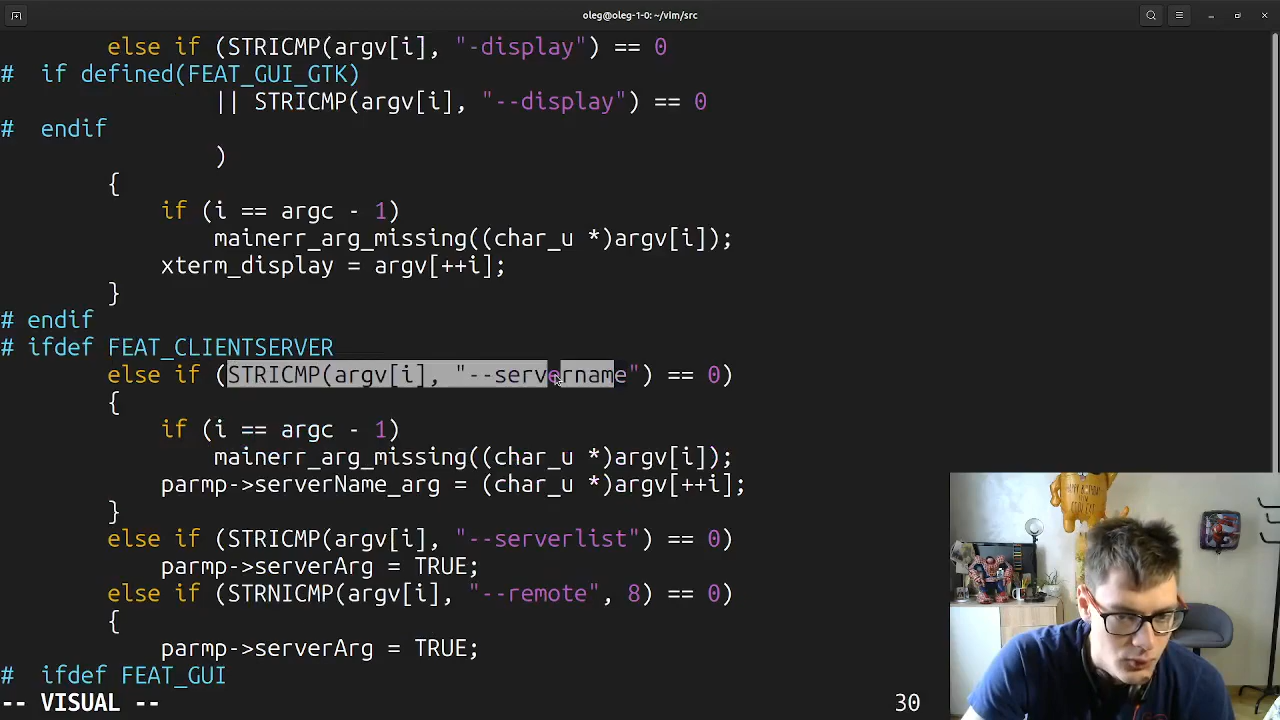 oleg@oleg-1-0: ~/vim/src
else if (STRICMP(argv[i], "-display") == 0
#  if defined(FEAT_GUI_GTK)
|| STRICMP(argv[i], "--display") == 0
#  endif
)
{
if (i == argc - 1)
mainerr_arg_missing((char_u *)argv[i]);
xterm_display = argv[++i];
}
# endif
# ifdef FEAT_CLIENTSERVER
else if (STRICMP(argv[i], "--servername") == 0)
{
if (i == argc - 1)
mainerr_arg_missing((char_u *)argv[i]);
parmp->serverName_arg = (char_u *)argv[++i];
}
else if (STRICMP(argv[i], "--serverlist") == 0)
parmp->serverArg = TRUE;
else if (STRNICMP(argv[i], "--remote", 8) == 0)
{
parmp->serverArg = TRUE;
#  ifdef FEAT_GUI
-- VISUAL -- 30